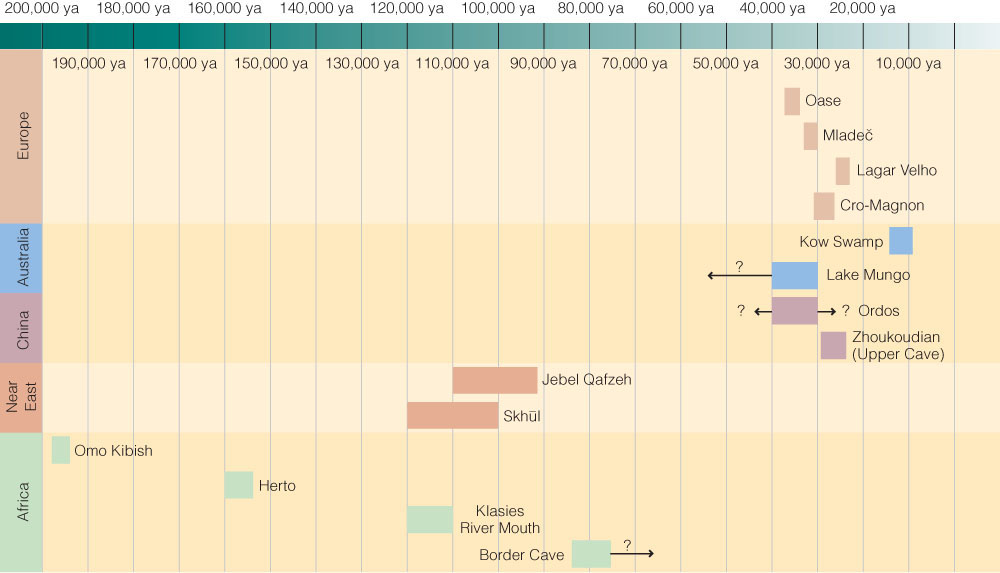 200,000 ya 180,000 ya 160,000 ya 140,000 ya 120,000 ya 100,000 ya 80,000 ya 60,000 ya 40,000 ya 20,000 ya
190,000 ya 170,000 ya 150,000 ya 130,000 ya 110,000 ya 90,000 ya 70,000 ya 50,000 ya 30,000 ya 10,000 ya
Europe
Oase
Mladeč
Lagar Velho
Cro-Magnon
Australia
Kow Swamp
? Lake Mungo
China
? ? Ordos
Zhoukoudian
(Upper Cave)
Near
East
Jebel Qafzeh
Skhūl
Africa
Omo Kibish
Herto
Klasies
River Mouth
Border Cave ?